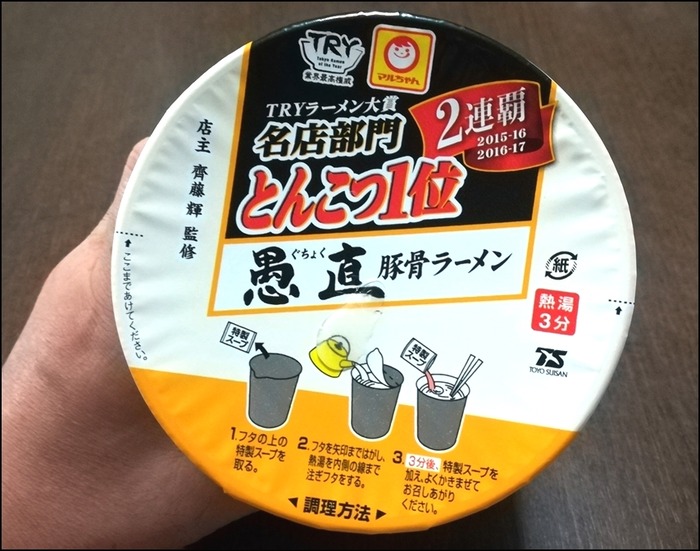 TRY
Tokyo Ramen
of the Year
業界最高権威
マルちゃん
TRYラーメン大賞
名店部門
2連覇
2015-16
2016-17
とんこつ1位
店主 齊藤輝 監修
ぐちょく
愚直 豚骨ラーメン
ここまであけてください。
紙
熱湯
3分
TS
TOYO SUISAN
特製
スープ
特製
スープ
1.フタの上の
特製スープを
取る。
2.フタを矢印まではがし、
熱湯を内側の線まで
注ぎフタをする。
3.3分後、特製スープを
加え、よくかきまぜて
お召しあがり
ください。
調理方法